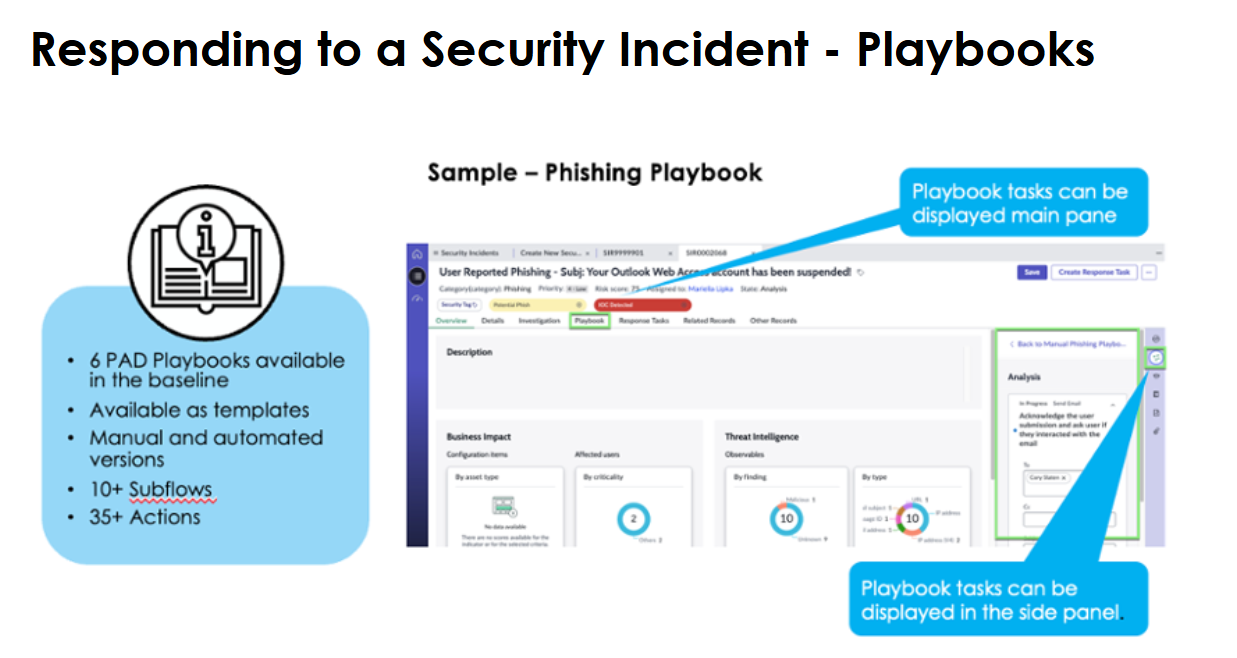 Responding to a Security Incident - Playbooks
Sample – Phishing Playbook
Playbook tasks can be
displayed main pane
• 6 PAD Playbooks available
in the baseline
• Available as templates
• Manual and automated
versions
• 10+ Subflows
• 35+ Actions
Security Incidents
Create New Secu...
SIR9999901
SIR0002068
User Reported Phishing - Subj: Your Outlook Web Access account has been suspended!
Save
Create Response Task
Category(category): Phishing Priority: Risk score: 75 Assigned to: Mariella Lipka State: Analysis
Security Tag
Potential Phish
IOC Detected
Overview
Details
Investigation
Playbook
Response Tasks
Related Records
Other Records
Description
Back to Manual Phishing Playbo...
Analysis
In Progress Send Email
Acknowledge the user
submission and ask user if
they interacted with the
email
To
Cory Slaten
Business Impact
Configuration items
Affected users
By asset type
By criticality
No data available
There are no scores available for the
indicator or for the selected criteria.
2
Others 2
Threat Intelligence
Observables
By finding
By type
Malicious 1
10
Unknown 9
URL 1
IP address
10
IP address (V4) 2
Playbook tasks can be
displayed in the side panel.